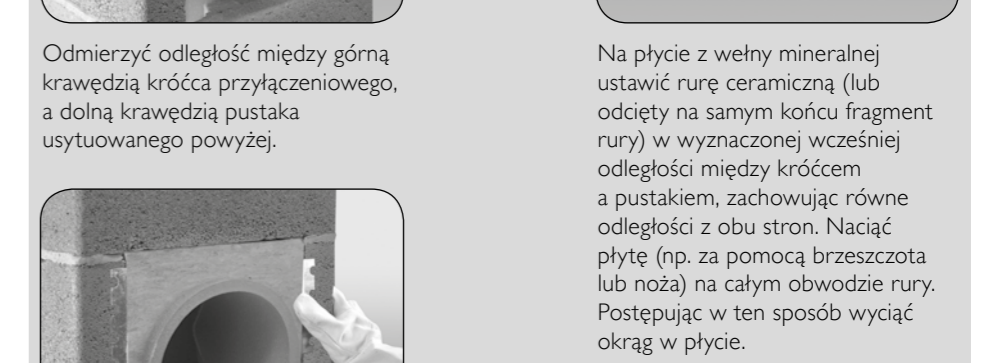 Odmierzyć odległość między górną
krawędzią króćca przyłączeniowego,
a dolną krawędzią pustaka
usytuowanego powyżej.
Na płycie z wełny mineralnej
ustawić rurę ceramiczną (lub
odcięty na samym końcu fragment
rury) w wyznaczonej wcześniej
odległości między króćcem
a pustakiem, zachowując równe
odległości z obu stron. Naciąć
płytę (np. za pomocą brzeszczota
lub noża) na całym obwodzie rury.
Postępując w ten sposób wyciąć
okrąg w płycie.